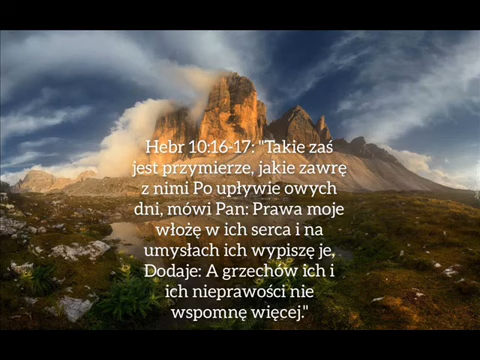 Hebr 10:16-17: "Takie zaś
jest przymierze, jakie zawrę
z nimi Po upływie owych
dni, mówi Pan: Prawa moje
włożę w ich serca i na
umysłach ich wypiszę je,
Dodaje: A grzechów ich i
ich nieprawości nie
wspomnę więcej."